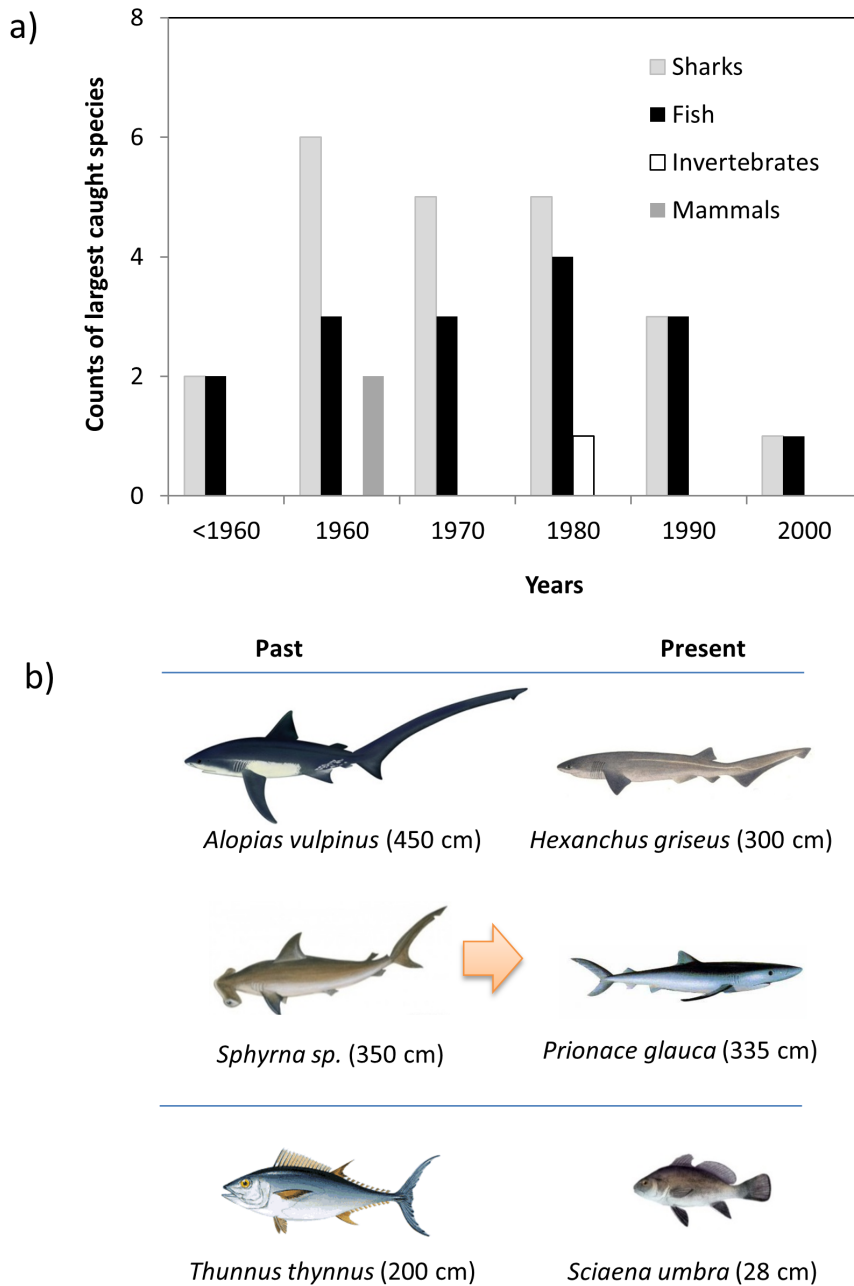 a)
8
6
4
2
0
Counts of largest caught species
Sharks
Fish
Invertebrates
Mammals
<1960 1960 1970 1980 1990 2000
Years
b)
Past Present
Alopias vulpinus (450 cm) Hexanchus griseus (300 cm)
Sphyrna sp. (350 cm) Prionace glauca (335 cm)
Thunnus thynnus (200 cm) Sciaena umbra (28 cm)